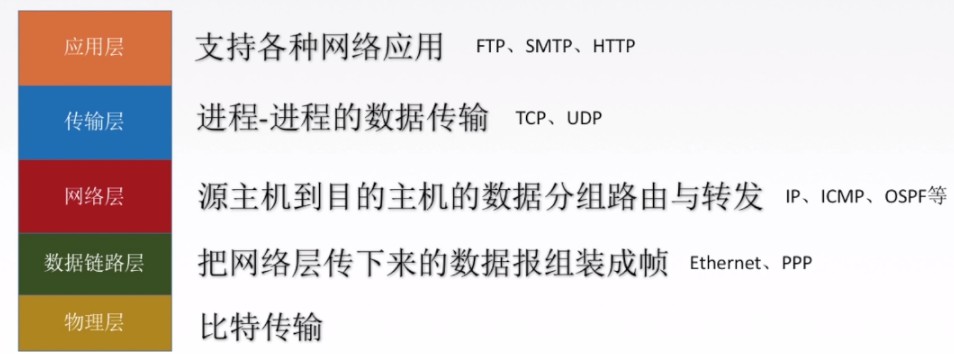 应用层 支持各种网络应用 FTP、SMTP、HTTP
传输层 进程-进程的数据传输 TCP、UDP
网络层 源主机到目的主机的数据分组路由与转发 IP、ICMP、OSPF等
数据链路层 把网络层传下来的数据报组装成帧 Ethernet、PPP
物理层 比特传输